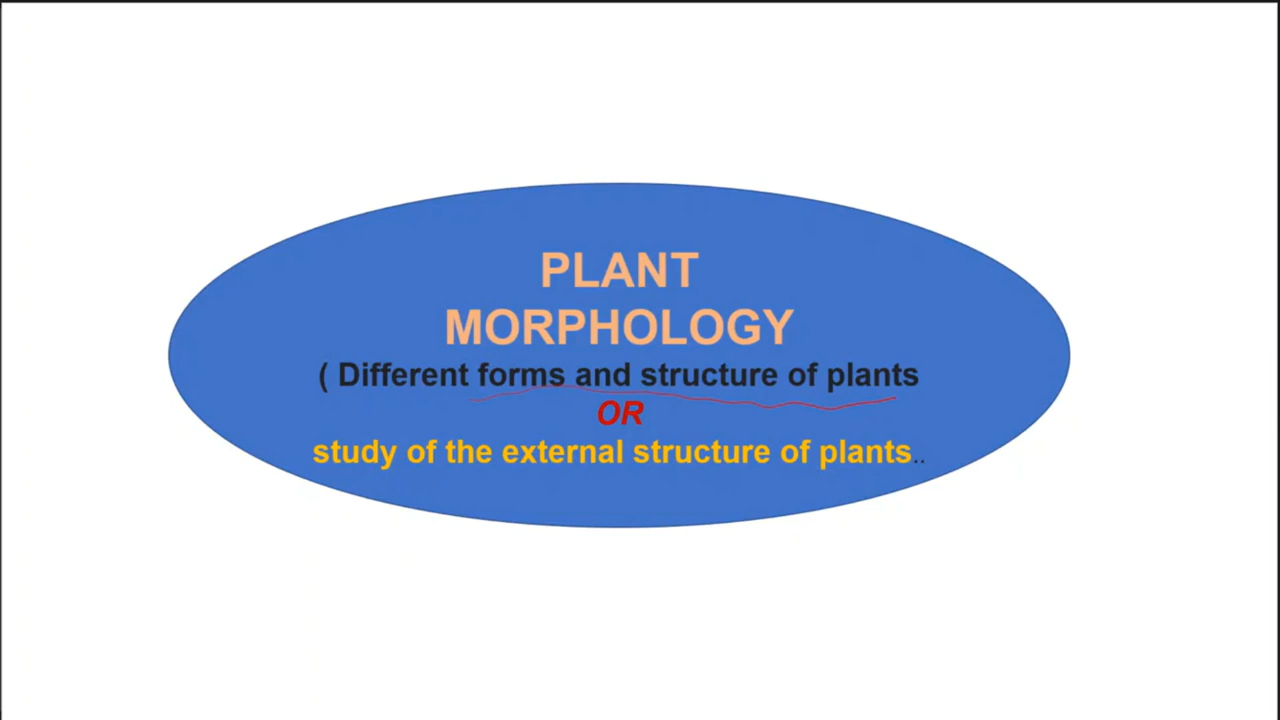 PLANT
MORPHOLOGY
( Different forms and structure of plants
OR
study of the external structure of plants..